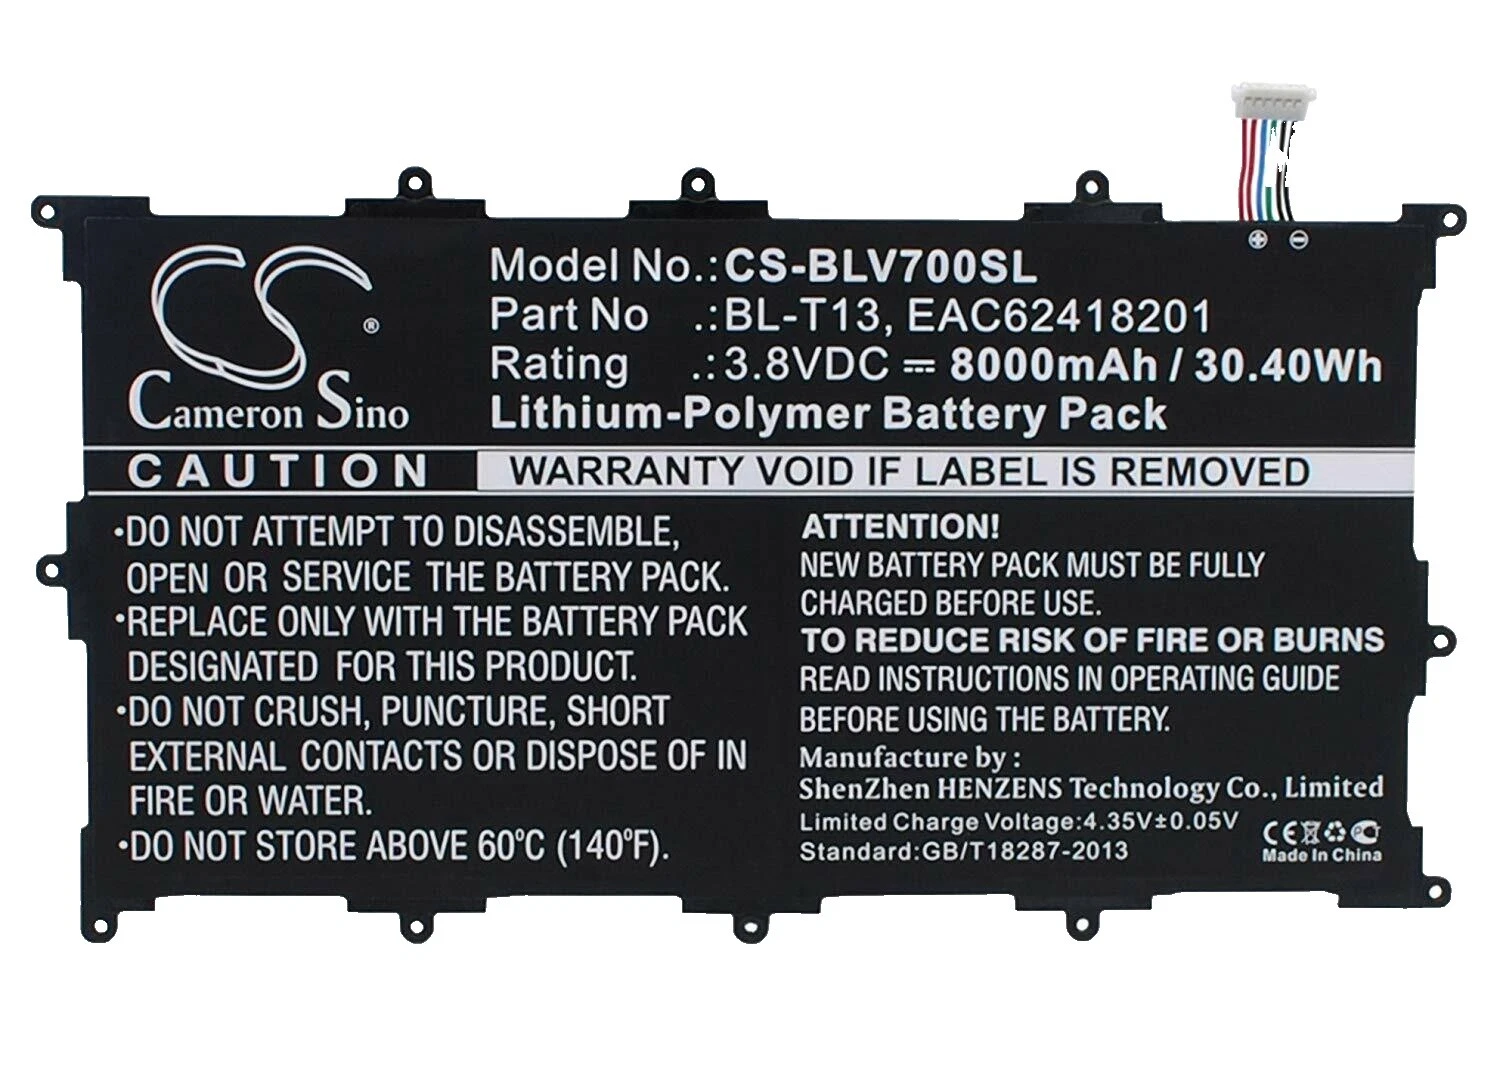 CS
®
Cameron Sino
Model No.:CS-BLV700SL
Part No .:BL-T13, EAC62418201
Rating .:3.8VDC ⎓ 8000mAh / 30.40Wh
Lithium-Polymer Battery Pack
CAUTION
WARRANTY VOID IF LABEL IS REMOVED
•DO NOT ATTEMPT TO DISASSEMBLE,
OPEN OR SERVICE THE BATTERY PACK.
•REPLACE ONLY WITH THE BATTERY PACK
DESIGNATED FOR THIS PRODUCT.
•DO NOT CRUSH, PUNCTURE, SHORT
EXTERNAL CONTACTS OR DISPOSE OF IN
FIRE OR WATER.
•DO NOT STORE ABOVE 60°C (140°F).
ATTENTION!
NEW BATTERY PACK MUST BE FULLY
CHARGED BEFORE USE.
TO REDUCE RISK OF FIRE OR BURNS
READ INSTRUCTIONS IN OPERATING GUIDE
BEFORE USING THE BATTERY.
Manufacture by :
ShenZhen HENZENS Technology Co., Limited
Limited Charge Voltage:4.35V±0.05V
Standard:GB/T18287-2013
CE
Made In China